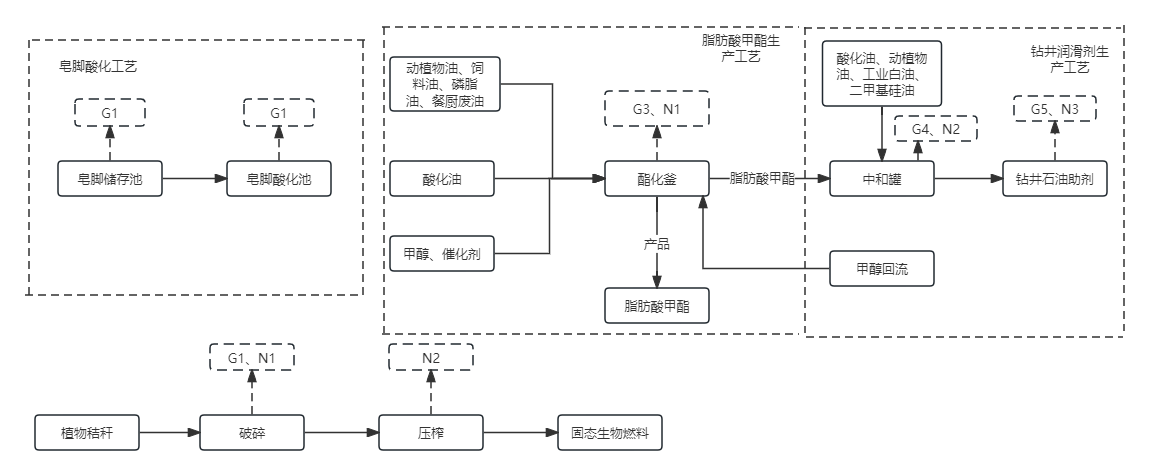 皂脚酸化工艺
G1
G1
皂脚储存池
皂脚酸化池
脂肪酸甲酯生
产工艺
动植物油、饲
料油、磷脂
油、餐厨废油
G3、N1
酸化油
酯化釜
脂肪酸甲酯
甲醇、催化剂
产品
脂肪酸甲酯
钻井润滑剂生
产工艺
酸化油、动植物
油、工业白油、
二甲基硅油
G4、N2
G5、N3
中和罐
钻井石油助剂
甲醇回流
G1、N1
N2
植物秸秆
破碎
压榨
固态生物燃料